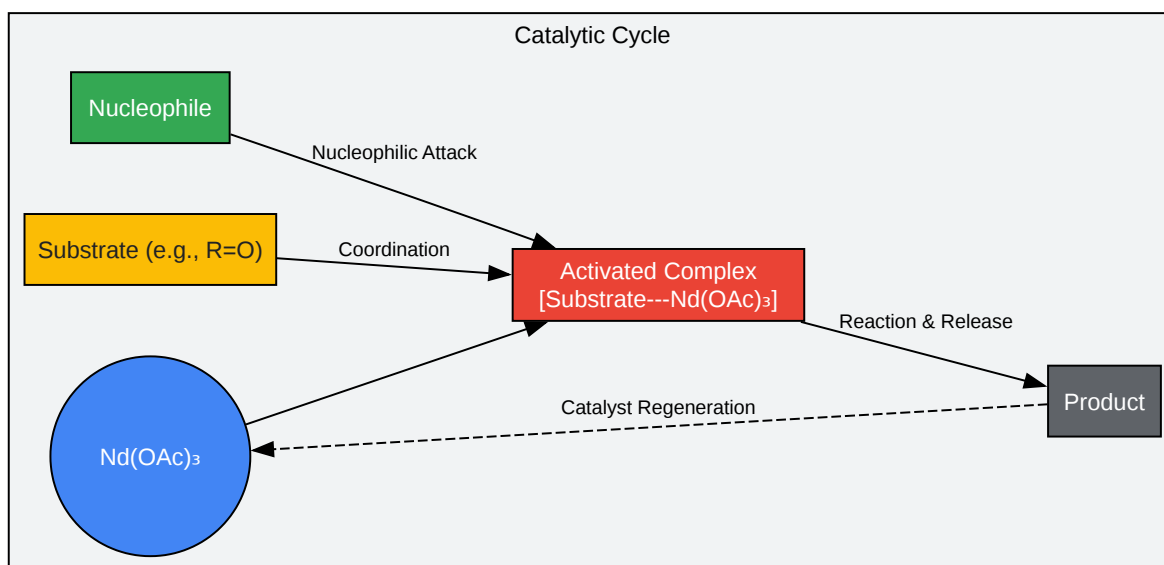 Catalytic Cycle
Nucleophile
Nucleophilic Attack
Substrate (e.g., R=O)
Coordination
Activated Complex
[Substrate---Nd(OAc)₃]
Reaction & Release
Product
Catalyst Regeneration
Nd(OAc)₃